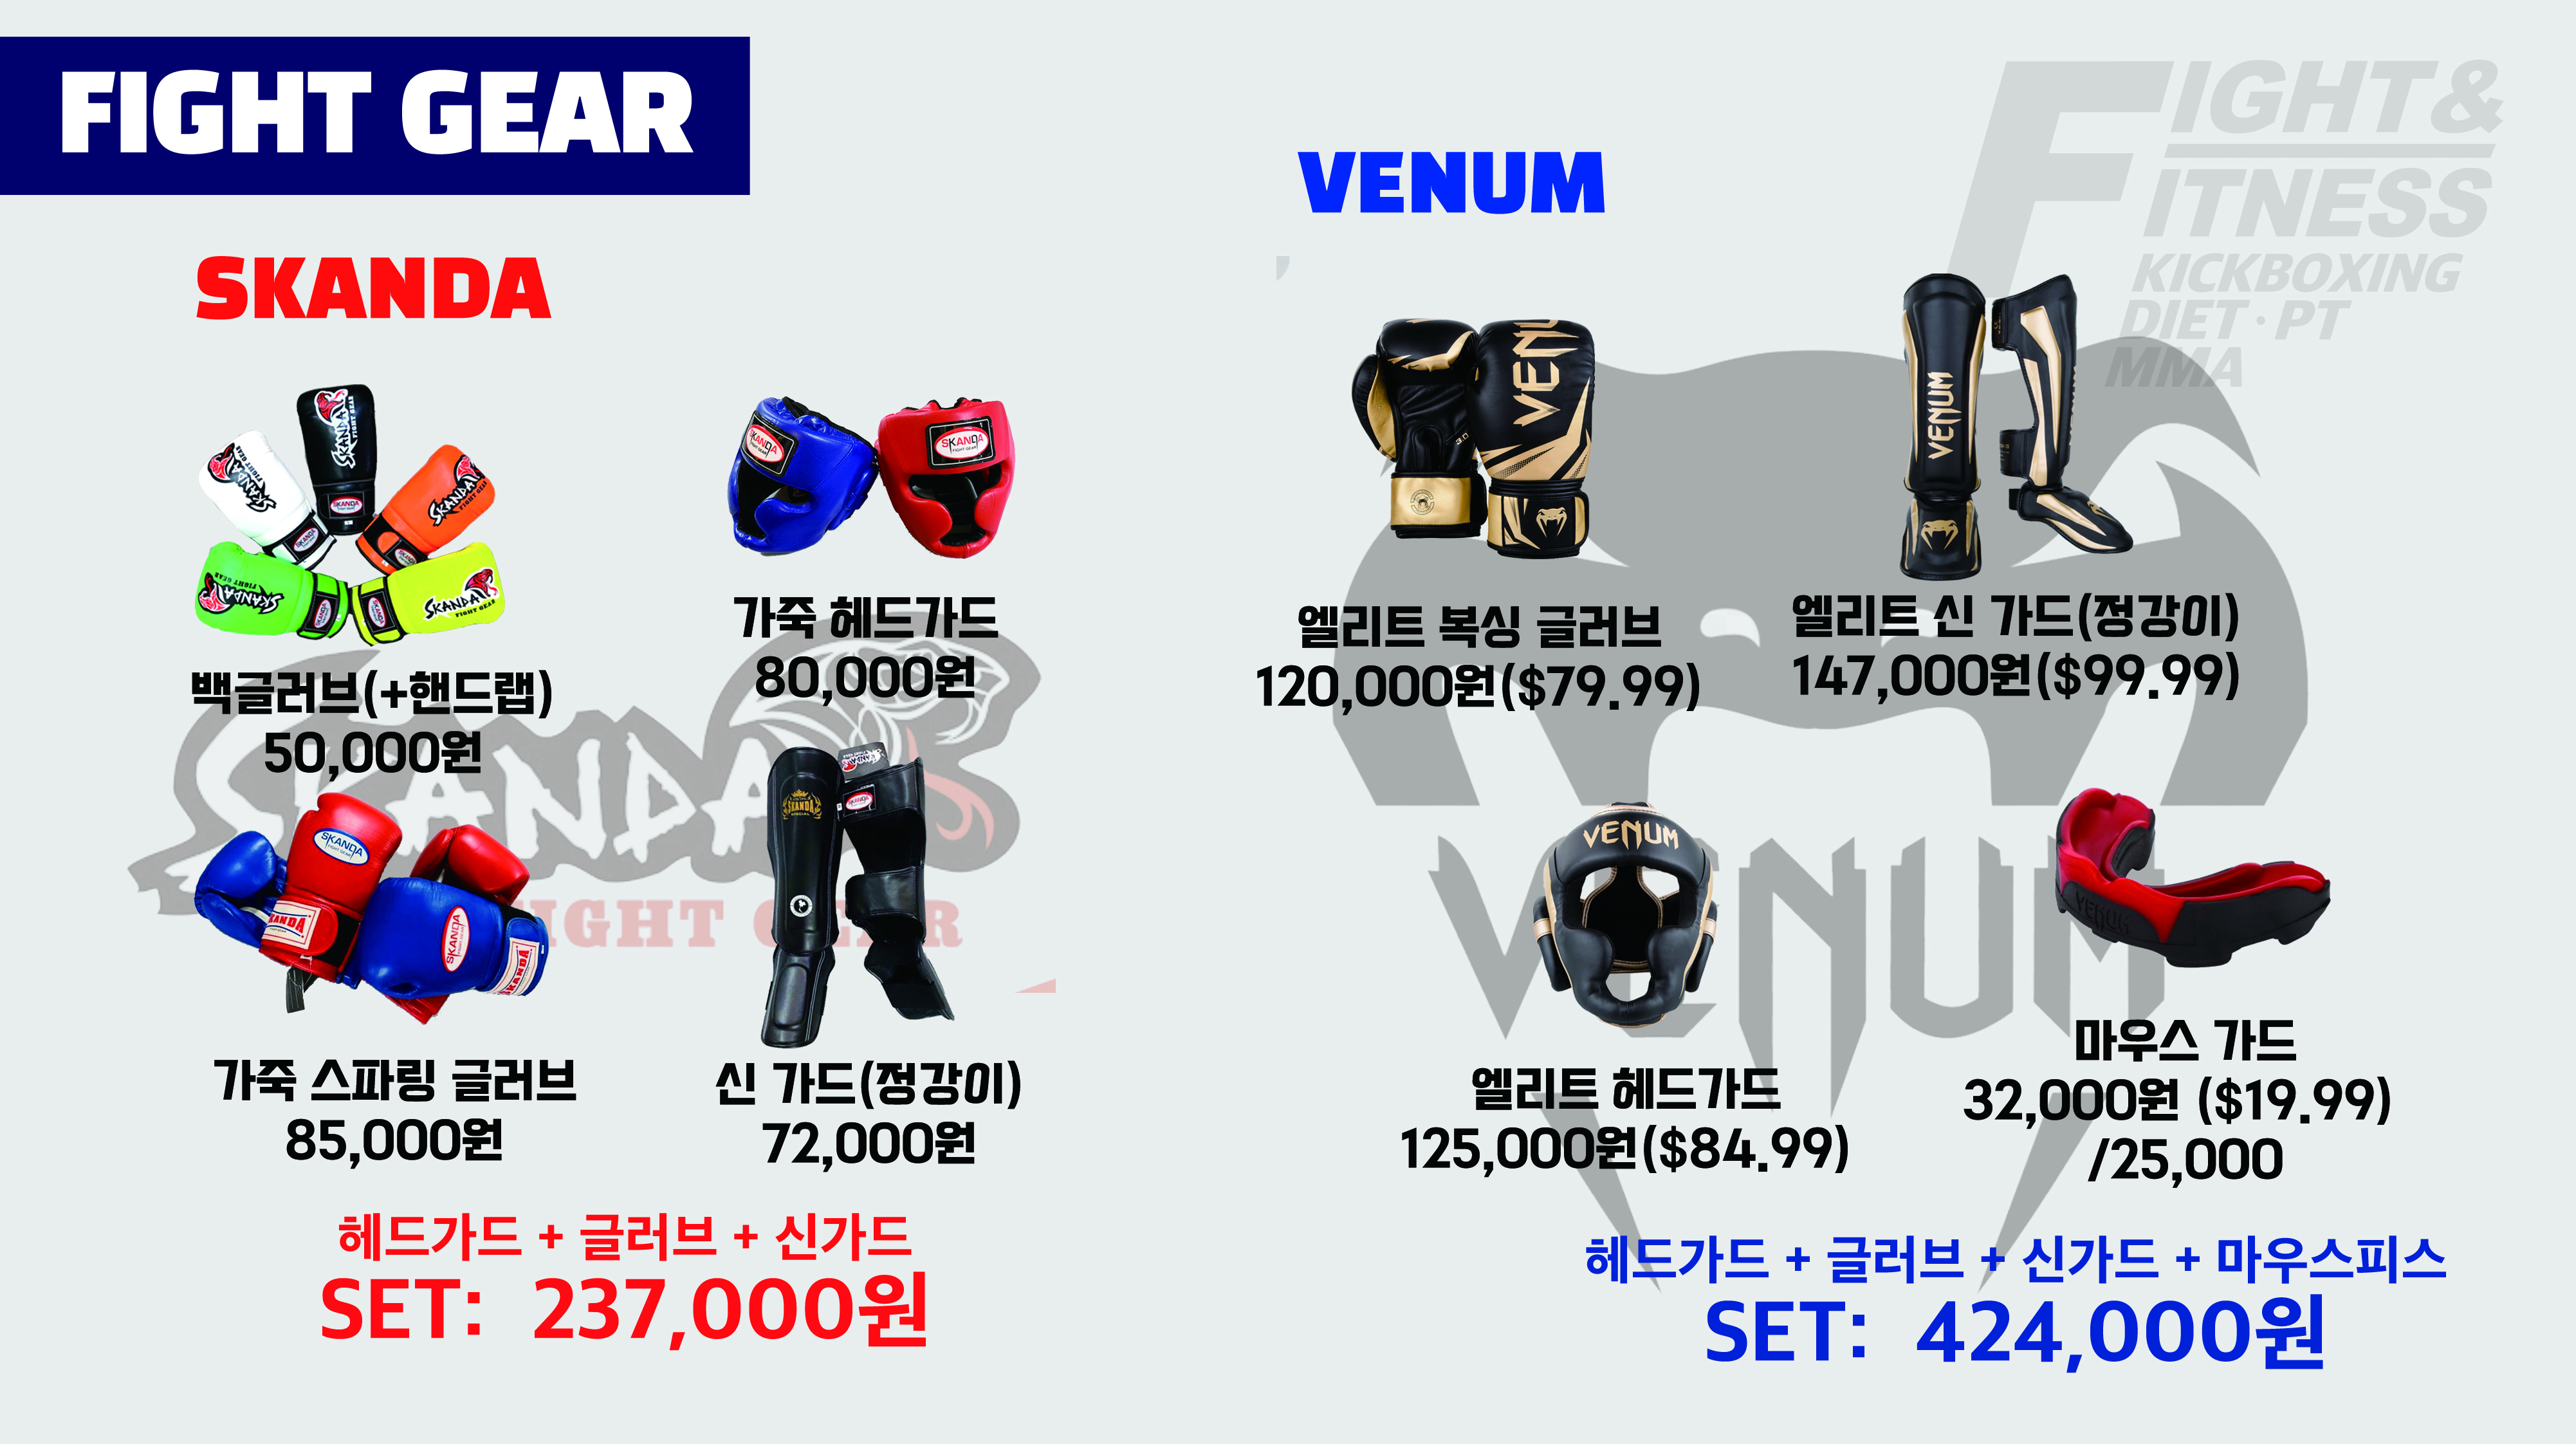 FIGHT GEAR
FIGHT &
FITNESS
KICKBOXING
DIET · PT
MMA
SKANDA
SKANDA
FIGHT GEAR
백글러브(+핸드랩)
50,000원
가죽 헤드가드
80,000원
가죽 스파링 글러브
85,000원
신 가드(정강이)
72,000원
헤드가드 + 글러브 + 신가드
SET: 237,000원
VENUM
,
VENUM
VENUM
엘리트 복싱 글러브
120,000원($79.99)
엘리트 신 가드(정강이)
147,000원($99.99)
VENUM
엘리트 헤드가드
125,000원($84.99)
VENUM
마우스 가드
32,000원 ($19.99)
/25,000
헤드가드 + 글러브 + 신가드 + 마우스피스
SET: 424,000원